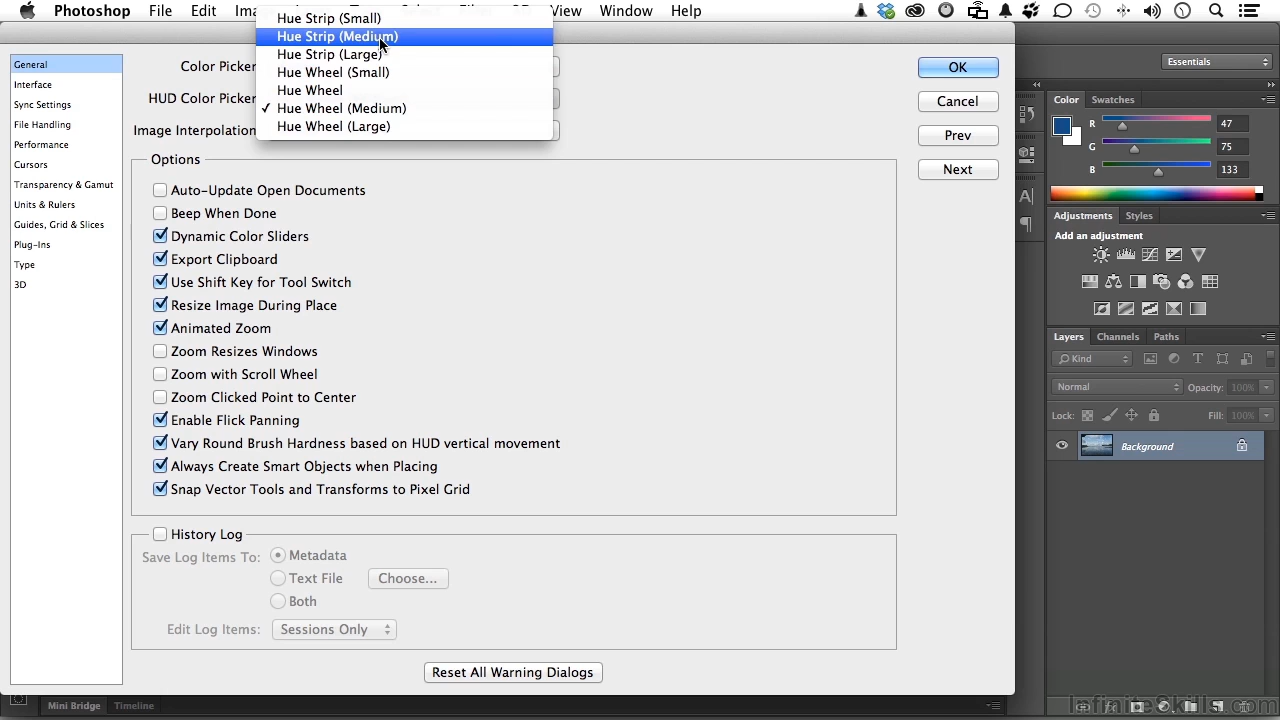 Photoshop File Edit View Window Help
Hue Strip (Small)
Hue Strip (Medium)
Hue Strip (Large)
Hue Wheel (Small)
Hue Wheel
✓ Hue Wheel (Medium)
Hue Wheel (Large)
Color Picker
HUD Color Picker
Image Interpolation
General
Interface
Sync Settings
File Handling
Performance
Cursors
Transparency & Gamut
Units & Rulers
Guides, Grid & Slices
Plug-Ins
Type
3D
Options
Auto-Update Open Documents
Beep When Done
Dynamic Color Sliders
Export Clipboard
Use Shift Key for Tool Switch
Resize Image During Place
Animated Zoom
Zoom Resizes Windows
Zoom with Scroll Wheel
Zoom Clicked Point to Center
Enable Flick Panning
Vary Round Brush Hardness based on HUD vertical movement
Always Create Smart Objects when Placing
Snap Vector Tools and Transforms to Pixel Grid
History Log
Save Log Items To: Metadata
Text File Choose...
Both
Edit Log Items: Sessions Only
Reset All Warning Dialogs
OK
Cancel
Prev
Next
Essentials
Color Swatches
R 47
G 75
B 133
Adjustments Styles
Add an adjustment
Layers Channels Paths
Kind
Normal Opacity: 100%
Lock: Fill: 100%
Background
Mini Bridge Timeline
InfiniteSkills.com